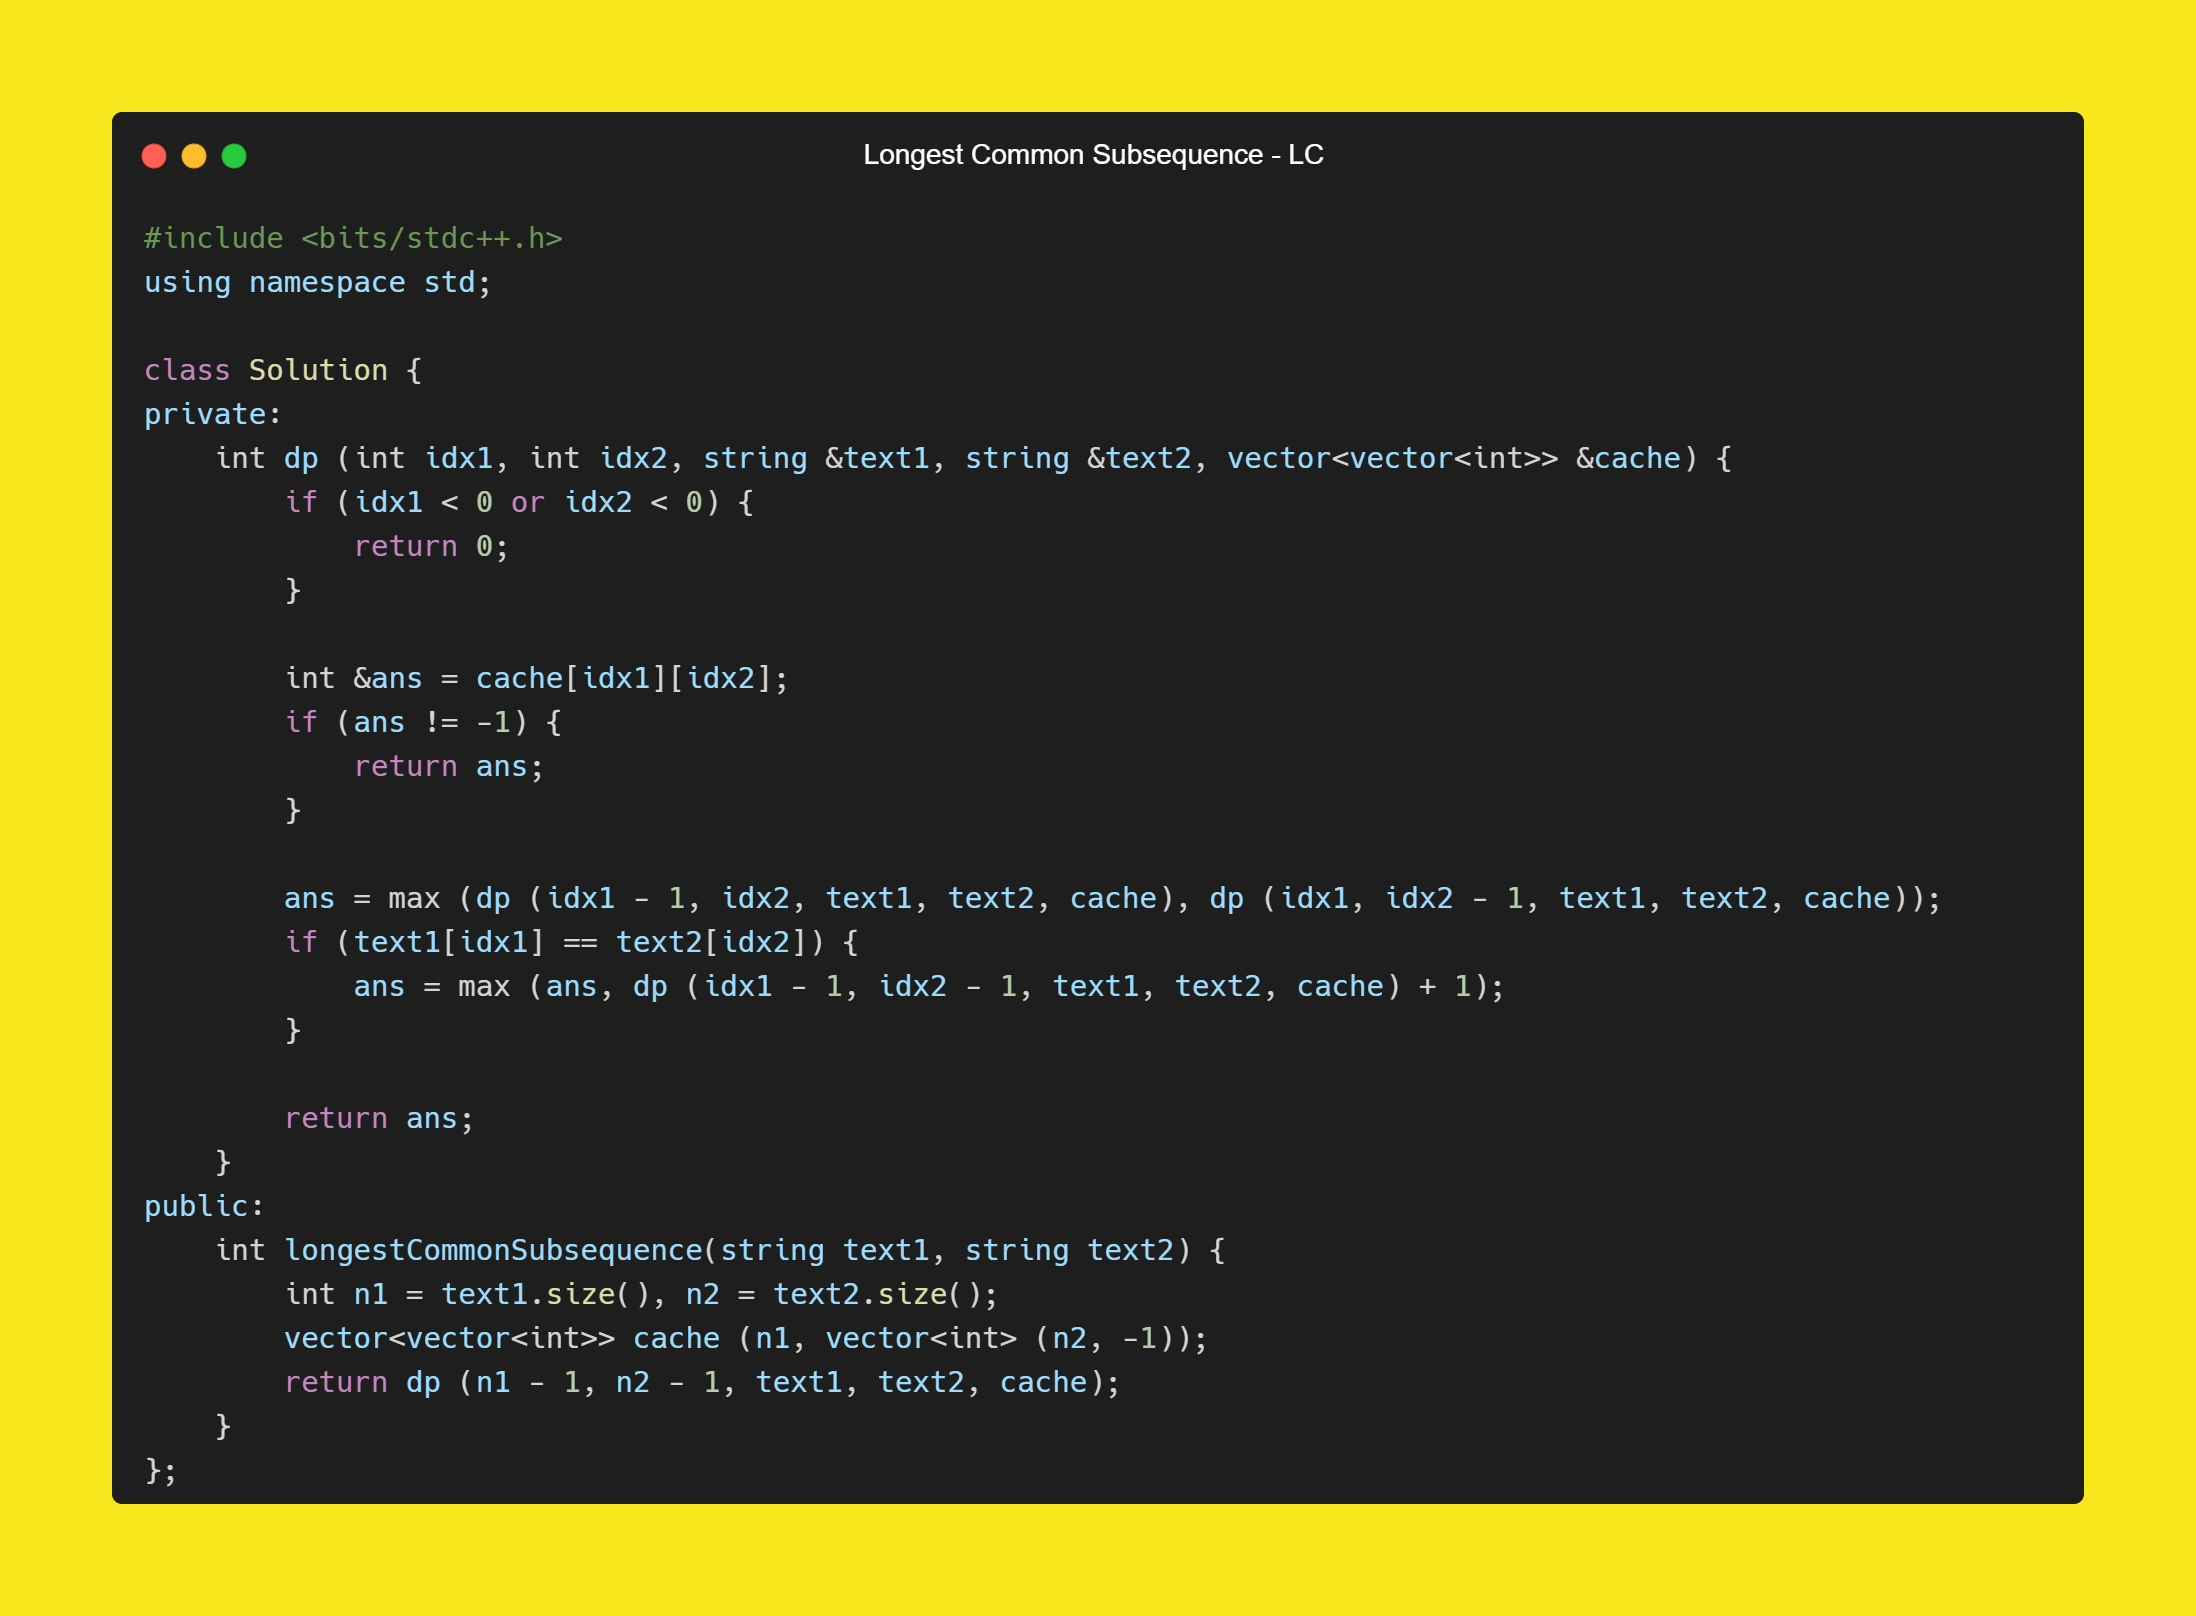 Longest Common Subsequence - LC
#include <bits/stdc++.h>
using namespace std;

class Solution {
private:
    int dp (int idx1, int idx2, string &text1, string &text2, vector<vector<int>> &cache) {
        if (idx1 < 0 or idx2 < 0) {
            return 0;
        }

        int &ans = cache[idx1][idx2];
        if (ans != -1) {
            return ans;
        }

        ans = max (dp (idx1 - 1, idx2, text1, text2, cache), dp (idx1, idx2 - 1, text1, text2, cache));
        if (text1[idx1] == text2[idx2]) {
            ans = max (ans, dp (idx1 - 1, idx2 - 1, text1, text2, cache) + 1);
        }

        return ans;
    }
public:
    int longestCommonSubsequence(string text1, string text2) {
        int n1 = text1.size(), n2 = text2.size();
        vector<vector<int>> cache (n1, vector<int> (n2, -1));
        return dp (n1 - 1, n2 - 1, text1, text2, cache);
    }
};